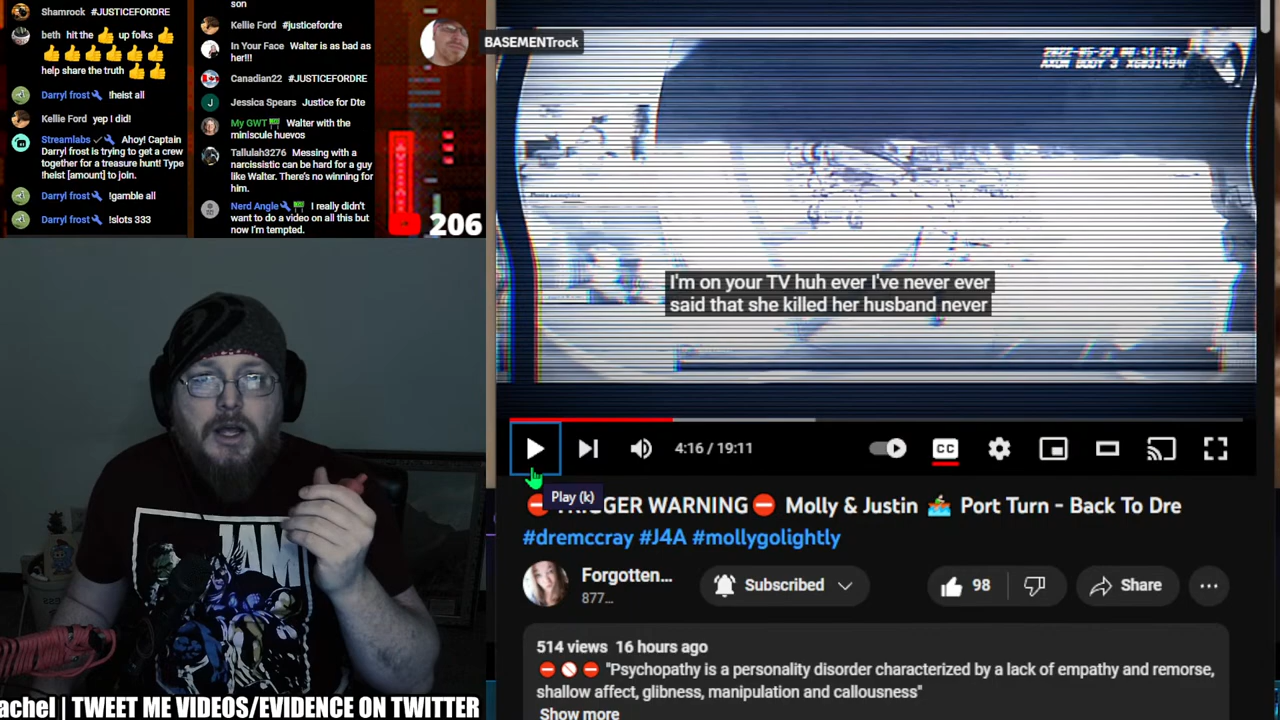 Shamrock #JUSTICEFORDRE
beth hit the 👍 up folks 👍
👍👍👍👍👍👍👍👍
help share the truth 👍👍
Darryl frost !heist all
Kellie Ford yep I did!
Streamlabs Ahoy! Captain
Darryl frost is trying to get a crew
together for a treasure hunt! Type
!heist [amount] to join.
Darryl frost !gamble all
Darryl frost !slots 333
son
Kellie Ford #justicefordre
In Your Face Walter is as bad as
her!!!
Canadian22 #JUSTICEFORDRE
Jessica Spears Justice for Dte
My GWT Walter with the
miniscule huevos
Tallulah3276 Messing with a
narcissistic can be hard for a guy
like Walter. There's no winning for
him.
Nerd Angle I really didn't
want to do a video on all this but
now I'm tempted.
206
BASEMENTrock
I'm on your TV huh ever I've never ever
said that she killed her husband never
4:16 / 19:11
CC
Play (k)
GER WARNING⛔ Molly & Justin 🚣 Port Turn - Back To Dre
#dremccray #J4A #mollygolightly
Forgotten...
877...
Subscribed
98
Share
514 views 16 hours ago
⛔🚫⛔ "Psychopathy is a personality disorder characterized by a lack of empathy and remorse,
shallow affect, glibness, manipulation and callousness"
Show more
JAM
achel | TWEET ME VIDEOS/EVIDENCE ON TWITTER